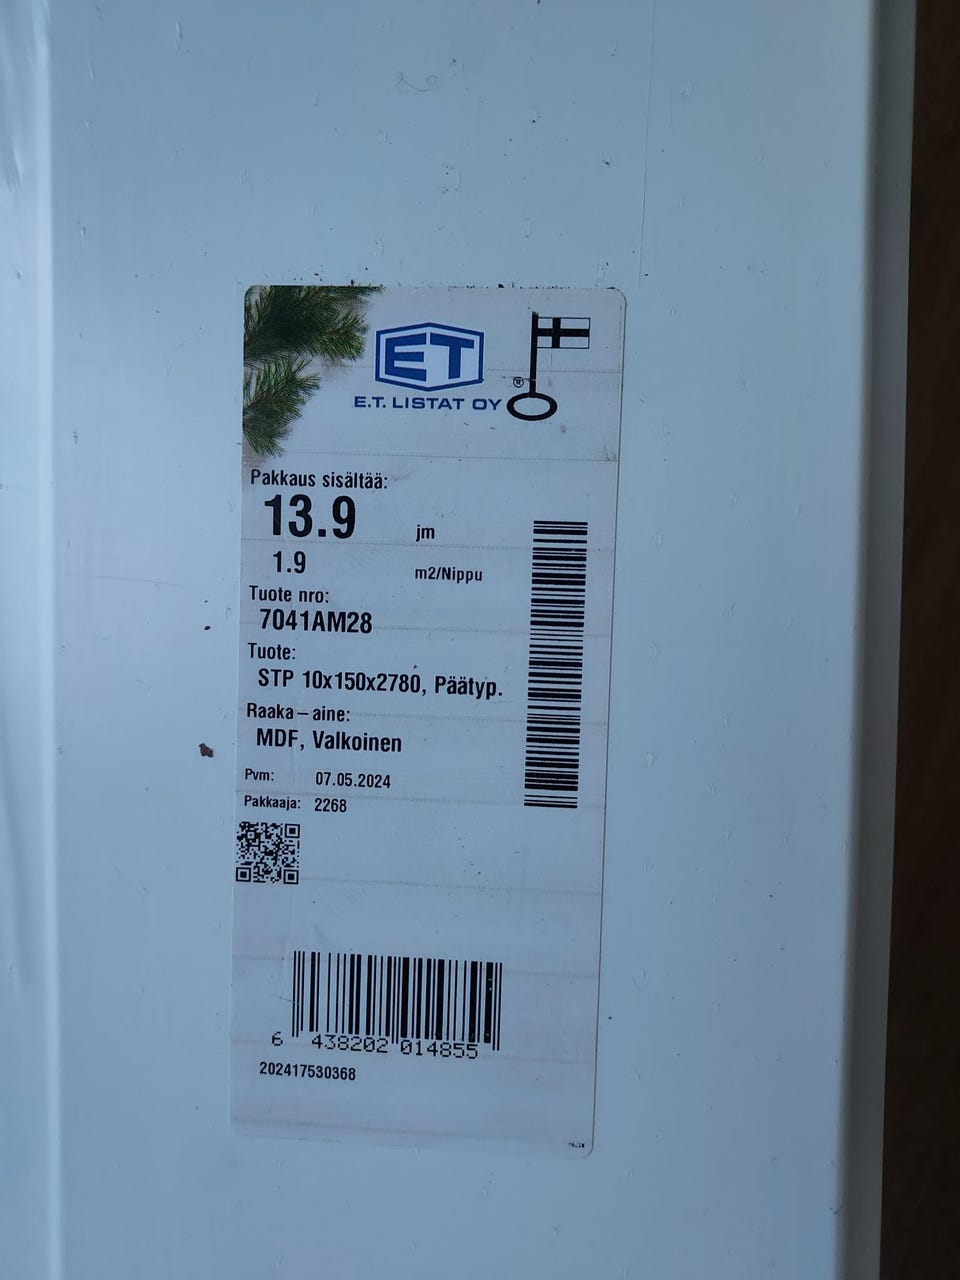 ET
E.T. LISTAT OY
®
Pakkaus sisältää:
13.9 jm
1.9 m2/Nippu
Tuote nro:
7041AM28
Tuote:
STP 10x150x2780, Päätyp.
Raaka-aine:
MDF, Valkoinen
Pvm: 07.05.2024
Pakkaaja: 2268
6 438202 014855
202417530368